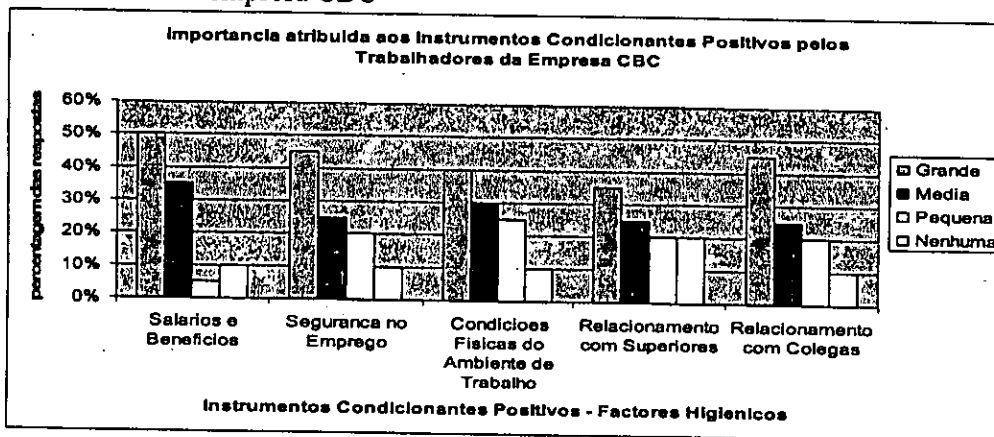 Importancia atribuida aos Instrumentos Condicionantes Positivos pelos
Trabalhadores da Empresa CBC
percentagem das respostas
60%
50%
40%
30%
20%
10%
0%
Salarios e
Beneficios
Seguranca no
Emprego
Condicioes
Fisicas do
Ambiente de
Trabalho
Relacionamento
com Superiores
Relacionamento
com Colegas
Instrumentos Condicionantes Positivos - Factores Higienicos
Grande
Media
Pequena
Nenhuma